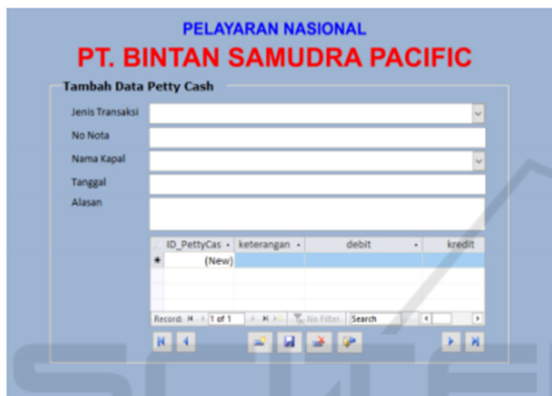 PELAYARAN NASIONAL
PT. BINTAN SAMUDRA PACIFIC
Tambah Data Petty Cash
Jenis Transaksi
No Nota
Nama Kapal
Tanggal
Alasan
ID_PettyCas keterangan debit kredit
(New)
Record: 1 of 1 No Filter Search